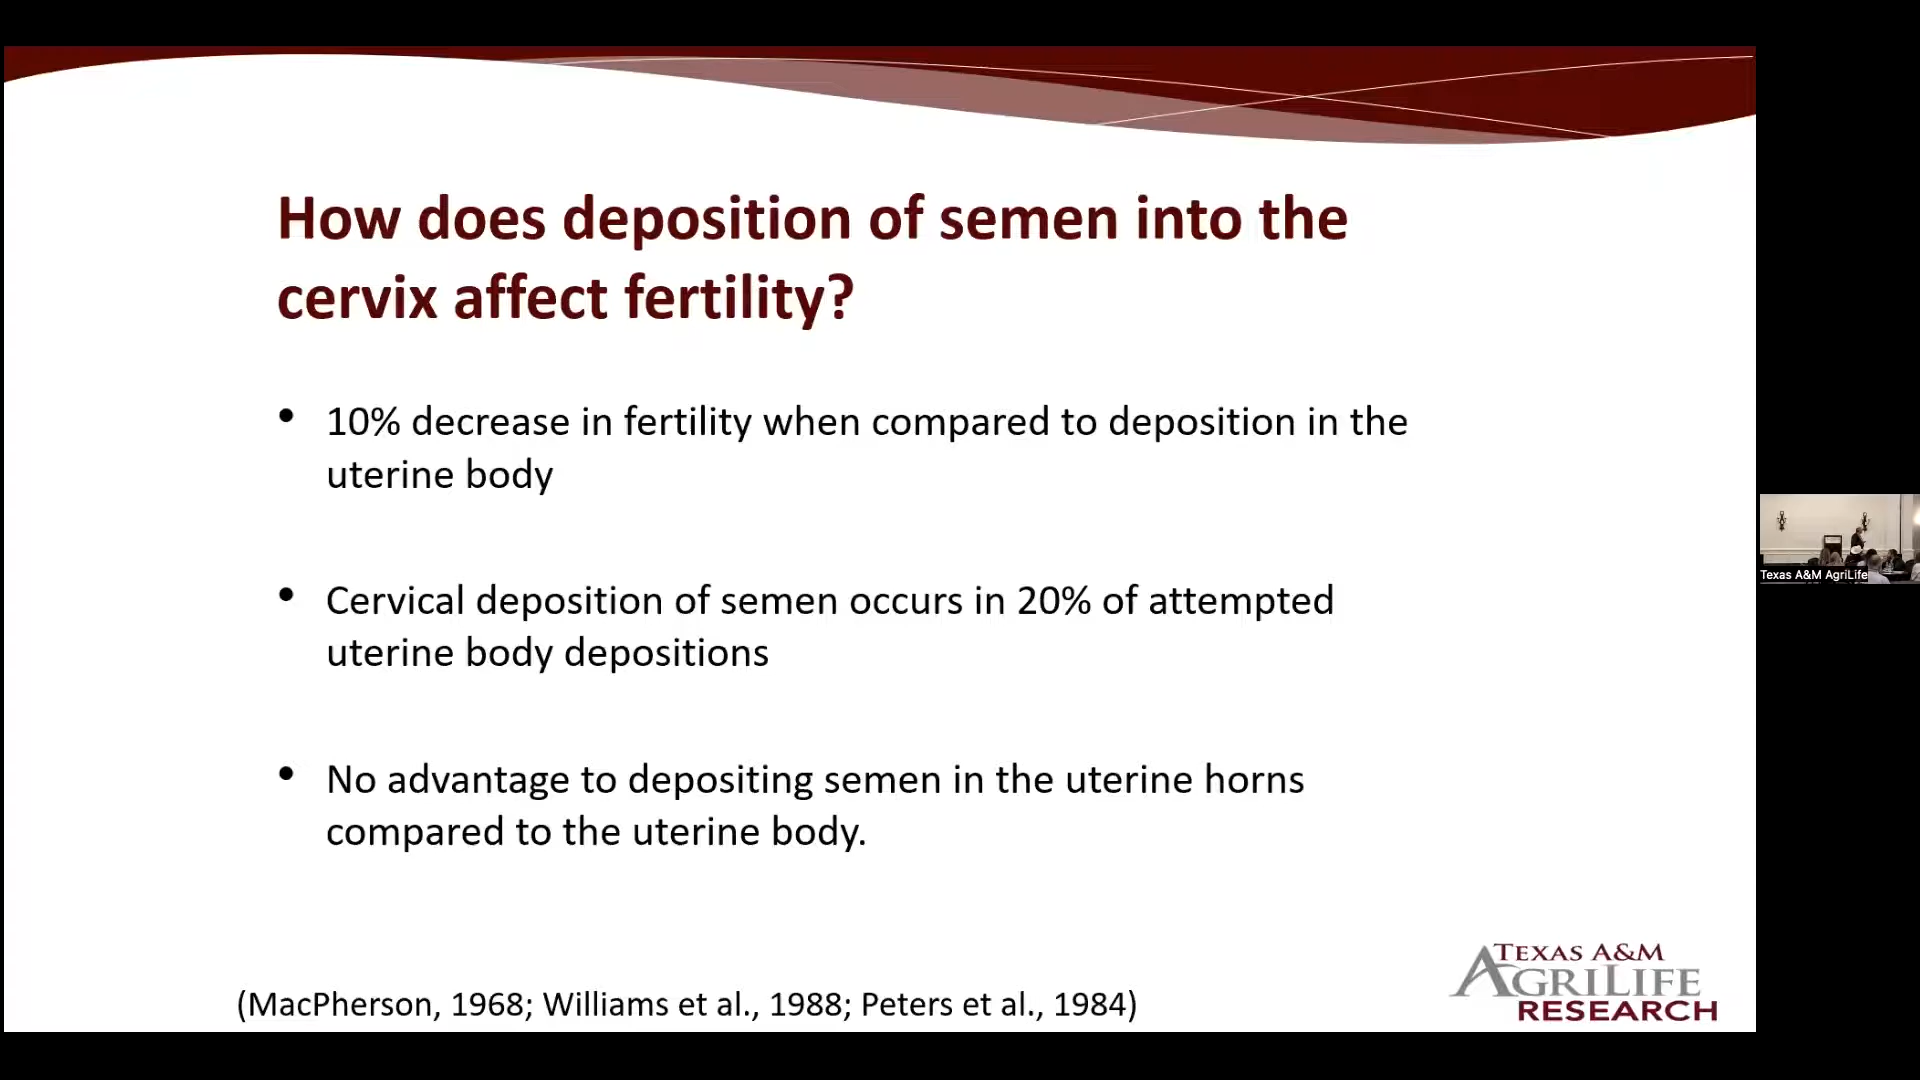 How does deposition of semen into the
cervix affect fertility?
• 10% decrease in fertility when compared to deposition in the
uterine body
• Cervical deposition of semen occurs in 20% of attempted
uterine body depositions
• No advantage to depositing semen in the uterine horns
compared to the uterine body.
(MacPherson, 1968; Williams et al., 1988; Peters et al., 1984)
TEXAS A&M
AGRILIFE
RESEARCH
Texas A&M AgriLife